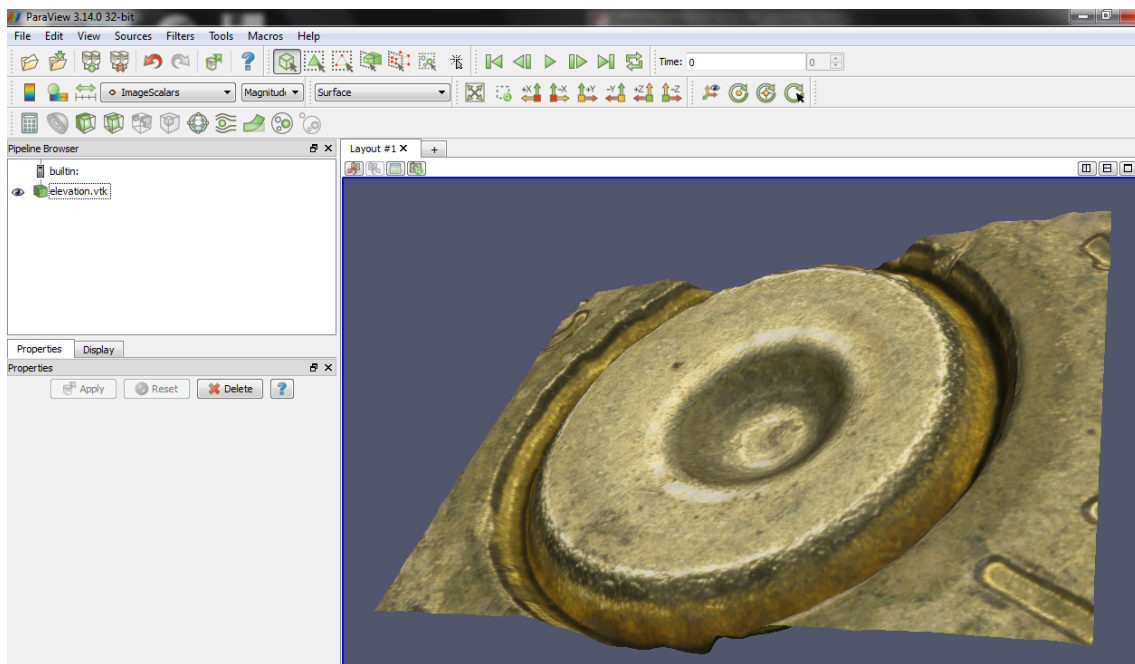 ParaView 3.14.0 32-bit
File Edit View Sources Filters Tools Macros Help
Time: 0 0
ImageScalars Magnitud Surface +X -X +Y -Y +Z -Z
Pipeline Browser
Layout #1 X +
builtin:
elevation.vtk
Properties Display
Properties
Apply Reset Delete ?